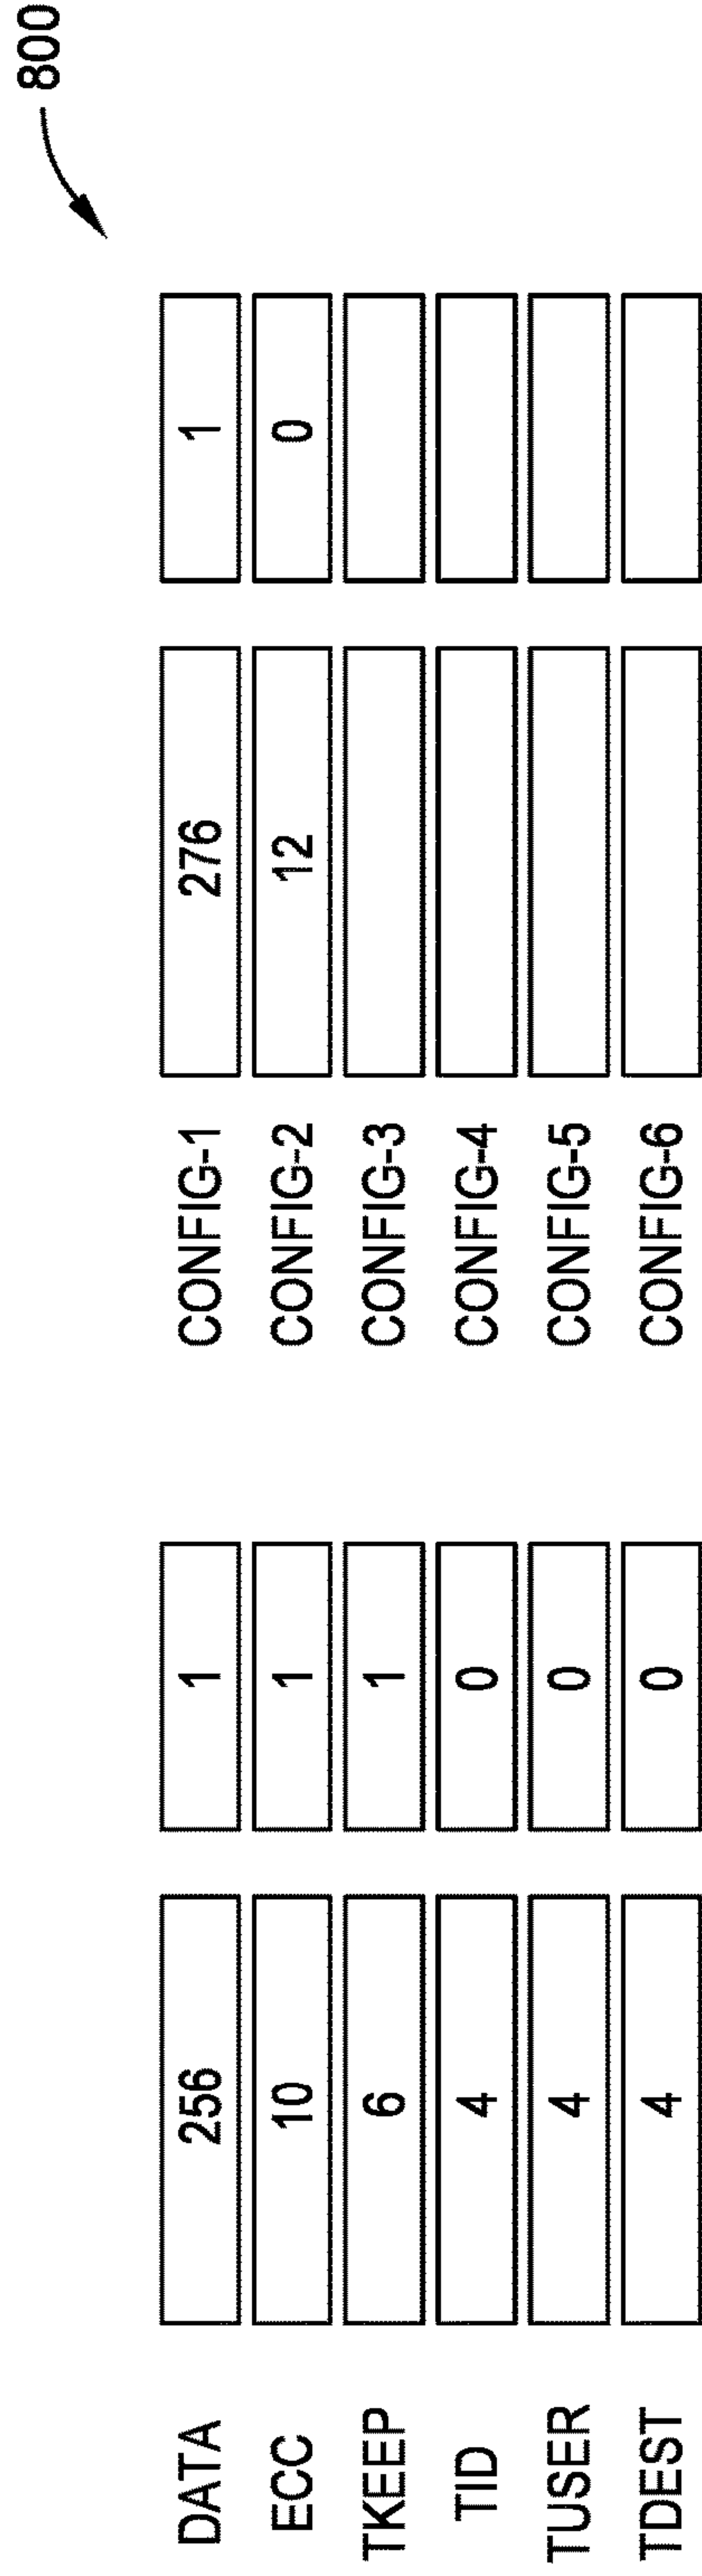 800
DATA 256 1 CONFIG-1 276 1
ECC 10 1 CONFIG-2 12 0
TKEEP 6 1 CONFIG-3
TID 4 0 CONFIG-4
TUSER 4 0 CONFIG-5
TDEST 4 0 CONFIG-6